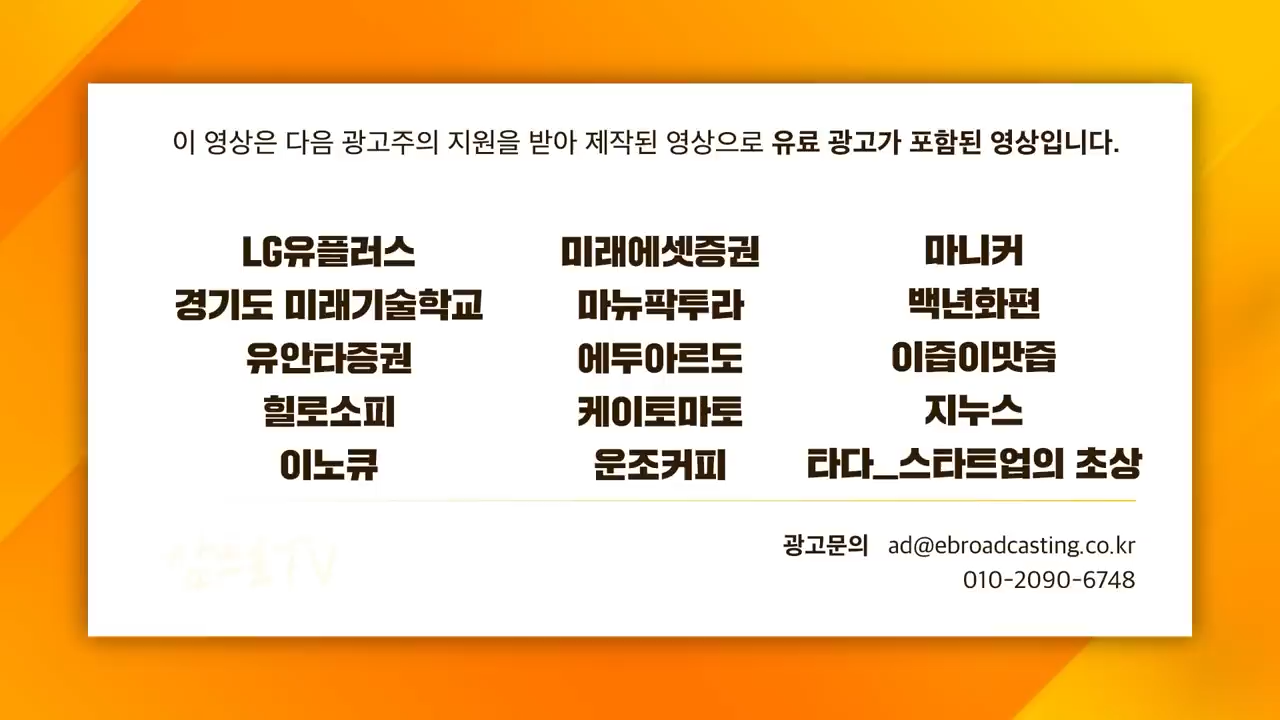 이 영상은 다음 광고주의 지원을 받아 제작된 영상으로 유료 광고가 포함된 영상입니다.
LG유플러스 미래에셋증권 마니커
경기도 미래기술학교 마뉴팍투라 백년화편
유안타증권 에두아르도 이즙이맛즙
힐로소피 케이토마토 지누스
이노큐 운조커피 타다_스타트업의 초상
광고문의 ad@ebroadcasting.co.kr
010-2090-6748